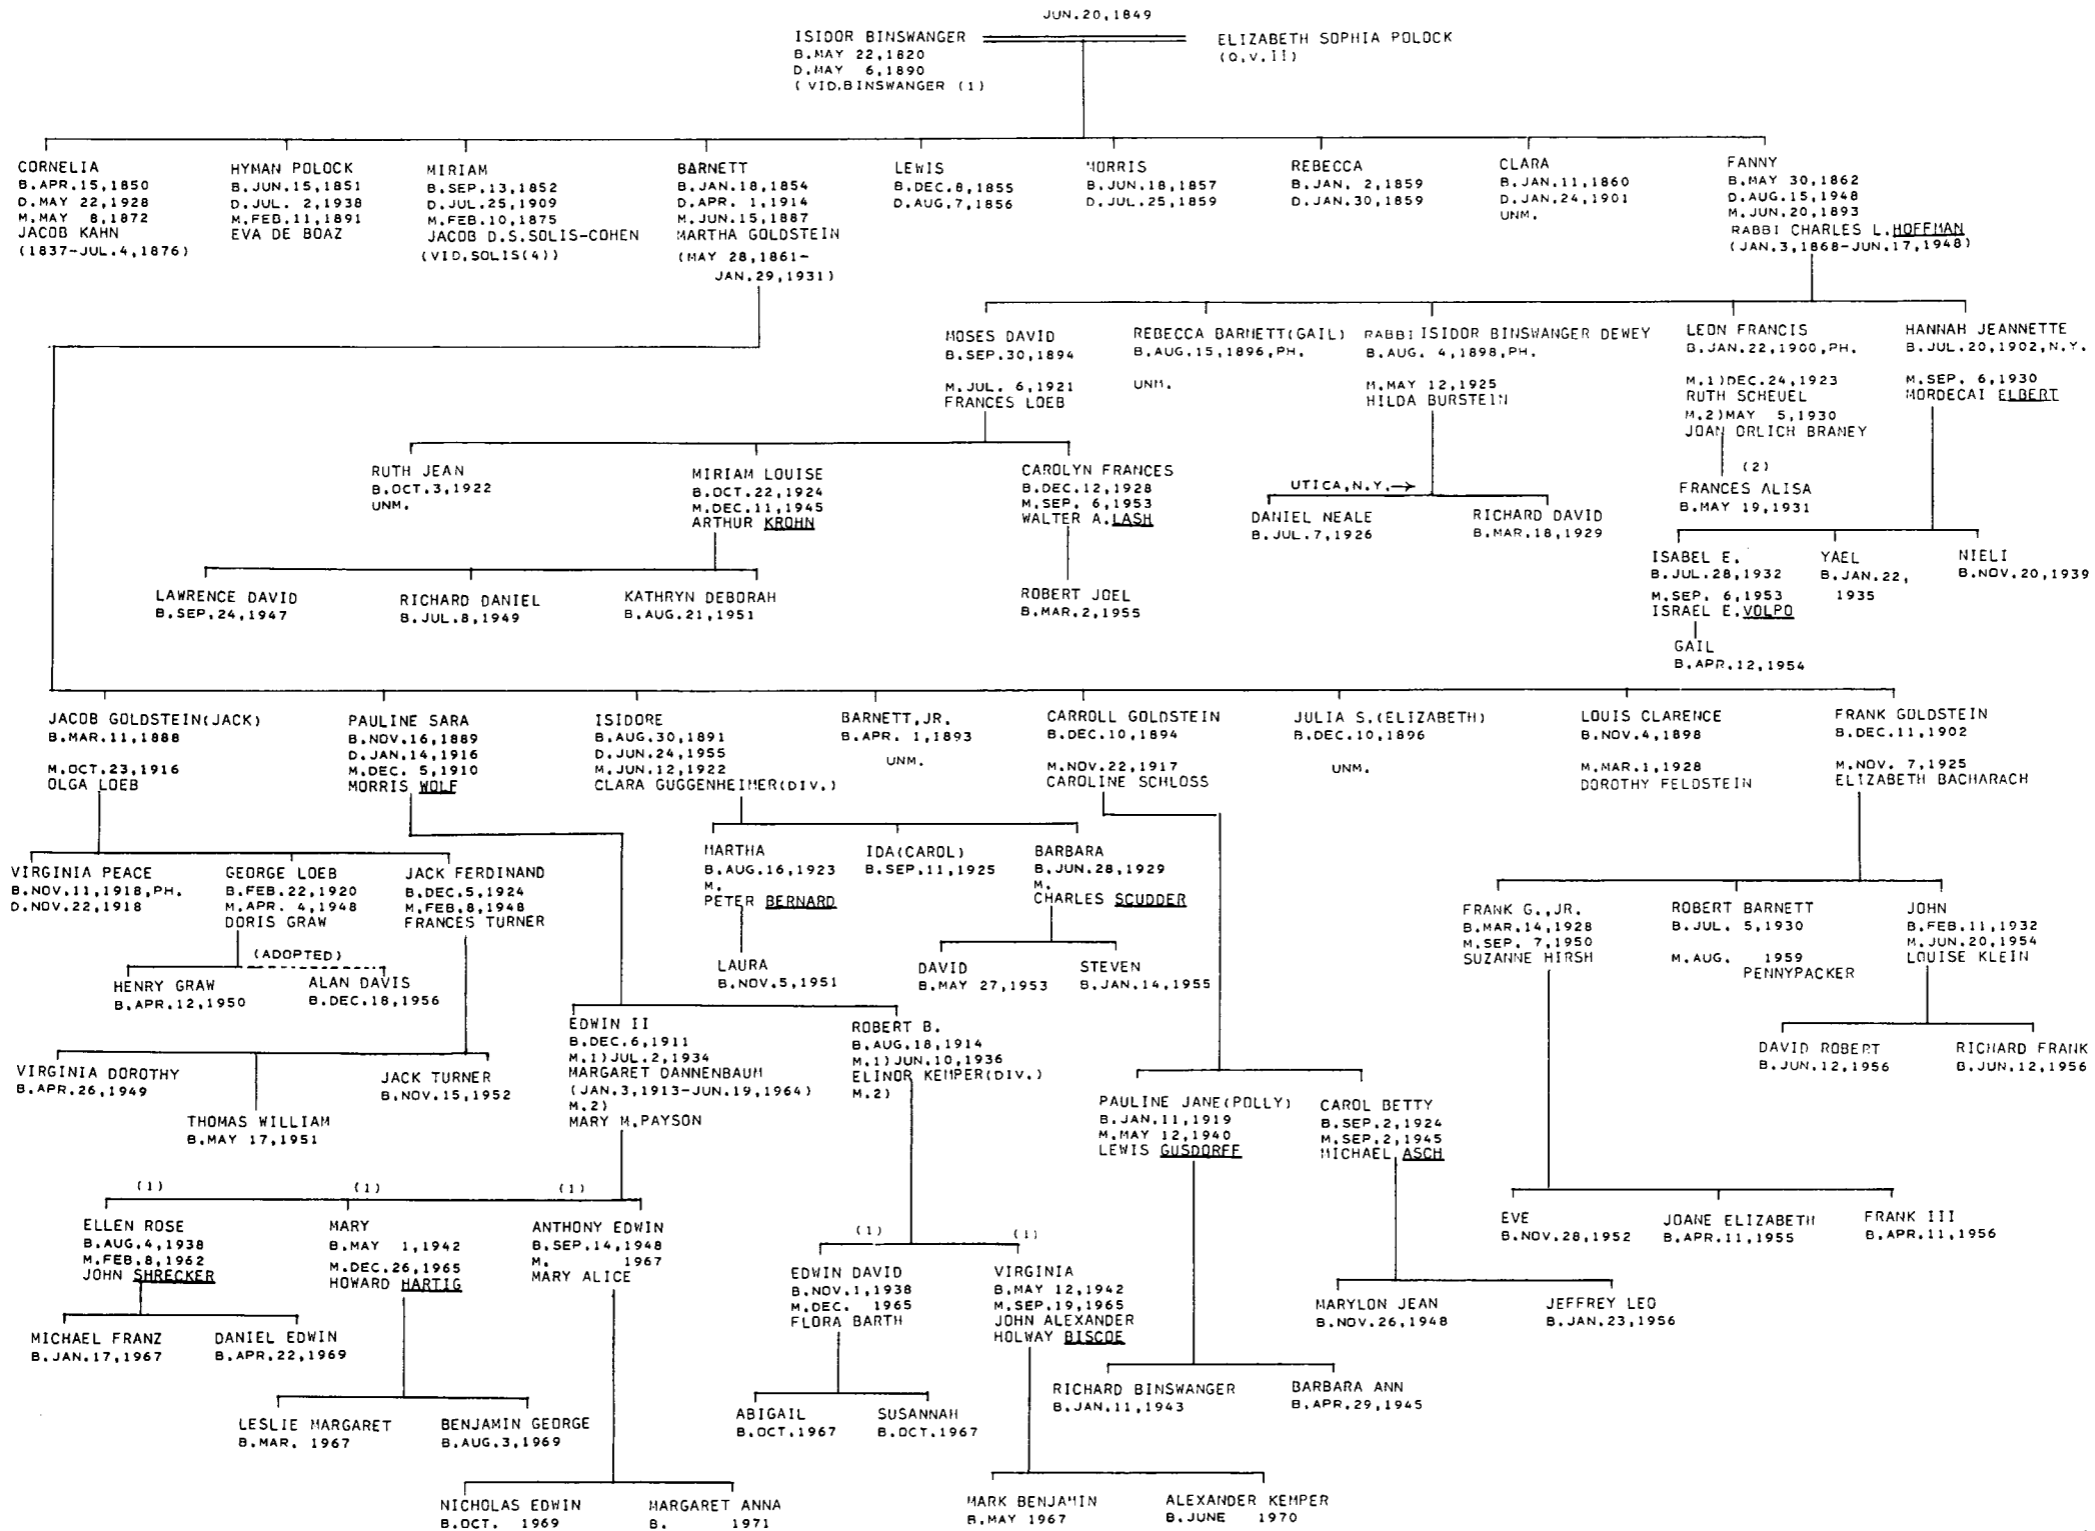 JUN.20,1849
ISIDOR BINSWANGER
B.MAY 22,1820
D.MAY 6,1890
(VID.BINSWANGER (1)
ELIZABETH SOPHIA POLOCK
(Q.V.II)
CORNELIA
B.APR.15,1850
D.MAY 22,1928
M.MAY 8,1872
JACOB KAHN
(1837-JUL.4,1876)
HYMAN POLOCK
B.JUN.15,1851
D.JUL. 2,1938
M.FEB.11,1891
EVA DE BOAZ
MIRIAM
B.SEP.13,1852
D.JUL.25,1909
M.FEB.10,1875
JACOB D.S.SOLIS-COHEN
(VID.SOLIS(4))
BARNETT
B.JAN.18,1854
D.APR. 1,1914
M.JUN.15,1887
MARTHA GOLDSTEIN
(MAY 28,1861-
JAN.29,1931)
LEWIS
B.DEC.8,1855
D.AUG.7,1856
MORRIS
B.JUN.18,1857
D.JUL.25,1859
REBECCA
B.JAN. 2,1859
D.JAN.30,1859
CLARA
B.JAN.11,1860
D.JAN.24,1901
UNM.
FANNY
B.MAY 30,1862
D.AUG.15,1948
M.JUN.20,1893
RABBI CHARLES L.HOFFMAN
(JAN.3,1868-JUN.17,1948)
MOSES DAVID
B.SEP.30,1894
M.JUL. 6,1921
FRANCES LOEB
REBECCA BARNETT(GAIL)
B.AUG.15,1896,PH.
UNM.
RABBI ISIDOR BINSWANGER DEWEY
B.AUG. 4,1898,PH.
M.MAY 12,1925
HILDA BURSTEIN
LEON FRANCIS
B.JAN.22,1900,PH.
M.1)DEC.24,1923
RUTH SCHEUEL
M.2)MAY 5,1930
JOAN ORLICH BRANEY
HANNAH JEANNETTE
B.JUL.20,1902,N.Y.
M.SEP. 6,1930
MORDECAI ELBERT
RUTH JEAN
B.OCT.3,1922
UNM.
MIRIAM LOUISE
B.OCT.22,1924
M.DEC.11,1945
ARTHUR KROHN
CAROLYN FRANCES
B.DEC.12,1928
M.SEP. 6,1953
WALTER A.LASH
UTICA,N.Y.→
DANIEL NEALE
B.JUL.7,1926
RICHARD DAVID
B.MAR.18,1929
(2)
FRANCES ALISA
B.MAY 19,1931
ISABEL E.
B.JUL.28,1932
M.SEP. 6,1953
ISRAEL E.VOLPO
YAEL
B.JAN.22,
1935
NIELI
B.NOV.20,1939
LAWRENCE DAVID
B.SEP.24,1947
RICHARD DANIEL
B.JUL.8,1949
KATHRYN DEBORAH
B.AUG.21,1951
ROBERT JOEL
B.MAR.2,1955
GAIL
B.APR.12,1954
JACOB GOLDSTEIN(JACK)
B.MAR.11,1888
M.OCT.23,1916
OLGA LOEB
PAULINE SARA
B.NOV.16,1889
D.JAN.14,1916
M.DEC. 5,1910
MORRIS WOLF
ISIDORE
B.AUG.30,1891
D.JUN.24,1955
M.JUN.12,1922
CLARA GUGGENHEIMER(DIV.)
BARNETT,JR.
B.APR. 1,1893
UNM.
CARROLL GOLDSTEIN
B.DEC.10,1894
M.NOV.22,1917
CAROLINE SCHLOSS
JULIA S.(ELIZABETH)
B.DEC.10,1896
UNM.
LOUIS CLARENCE
B.NOV.4,1898
M.MAR.1,1928
DOROTHY FELDSTEIN
FRANK GOLDSTEIN
B.DEC.11,1902
M.NOV. 7,1925
ELIZABETH BACHARACH
VIRGINIA PEACE
B.NOV.11,1918,PH.
D.NOV.22,1918
GEORGE LOEB
B.FEB.22,1920
M.APR. 4,1948
DORIS GRAW
JACK FERDINAND
B.DEC.5,1924
M.FEB.8,1948
FRANCES TURNER
MARTHA
B.AUG.16,1923
M.
PETER BERNARD
IDA(CAROL)
B.SEP.11,1925
BARBARA
B.JUN.28,1929
M.
CHARLES SCUDDER
FRANK G.,JR.
B.MAR.14,1928
M.SEP. 7,1950
SUZANNE HIRSH
ROBERT BARNETT
B.JUL. 5,1930
M.AUG. 1959
PENNYPACKER
JOHN
B.FEB.11,1932
M.JUN.20,1954
LOUISE KLEIN
(ADOPTED)
HENRY GRAW
B.APR.12,1950
ALAN DAVIS
B.DEC.18,1956
LAURA
B.NOV.5,1951
DAVID
B.MAY 27,1953
STEVEN
B.JAN.14,1955
EDWIN II
B.DEC.6,1911
M.1)JUL.2,1934
MARGARET DANNENBAUM
(JAN.3,1913-JUN.19,1964)
M.2)
MARY M.PAYSON
ROBERT B.
B.AUG.18,1914
M.1)JUN.10,1936
ELINOR KEMPER(DIV.)
M.2)
DAVID ROBERT
B.JUN.12,1956
RICHARD FRANK
B.JUN.12,1956
VIRGINIA DOROTHY
B.APR.26,1949
THOMAS WILLIAM
B.MAY 17,1951
JACK TURNER
B.NOV.15,1952
PAULINE JANE(POLLY)
B.JAN.11,1919
M.MAY 12,1940
LEWIS GUSDORFF
CAROL BETTY
B.SEP.2,1924
M.SEP.2,1945
MICHAEL ASCH
(1)
(1)
(1)
ELLEN ROSE
B.AUG.4,1938
M.FEB.8,1962
JOHN SHRECKER
MARY
B.MAY 1,1942
M.DEC.26,1965
HOWARD HARTIG
ANTHONY EDWIN
B.SEP.14,1948
M. 1967
MARY ALICE
(1)
(1)
EDWIN DAVID
B.NOV.1,1938
M.DEC. 1965
FLORA BARTH
VIRGINIA
B.MAY 12,1942
M.SEP.19,1965
JOHN ALEXANDER
HOLWAY BISCOE
EVE
B.NOV.28,1952
JOANE ELIZABETH
B.APR.11,1955
FRANK III
B.APR.11,1956
MARYLON JEAN
B.NOV.26,1948
JEFFREY LEO
B.JAN.23,1956
MICHAEL FRANZ
B.JAN.17,1967
DANIEL EDWIN
B.APR.22,1969
RICHARD BINSWANGER
B.JAN.11,1943
BARBARA ANN
B.APR.29,1945
LESLIE MARGARET
B.MAR. 1967
BENJAMIN GEORGE
B.AUG.3,1969
ABIGAIL
B.OCT.1967
SUSANNAH
B.OCT.1967
NICHOLAS EDWIN
B.OCT. 1969
MARGARET ANNA
B. 1971
MARK BENJAMIN
B.MAY 1967
ALEXANDER KEMPER
B.JUNE 1970